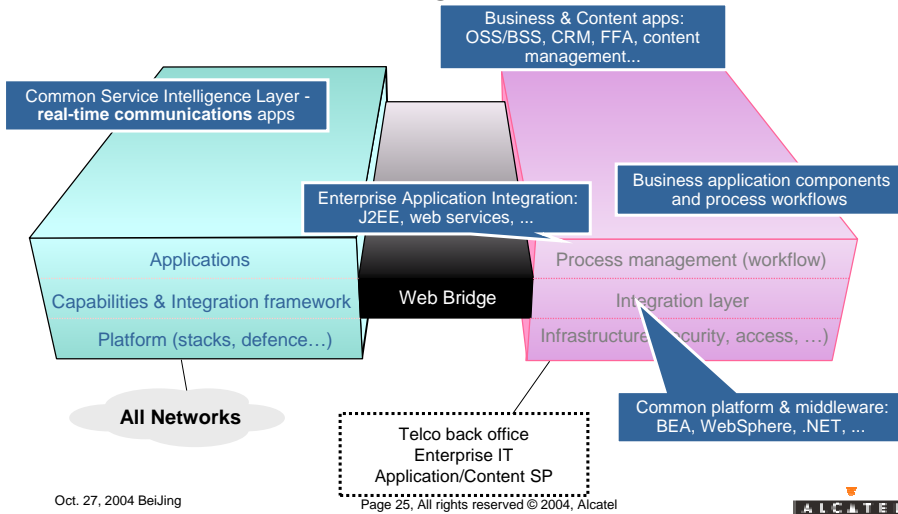 Business & Content apps:
OSS/BSS, CRM, FFA, content
management...
Common Service Intelligence Layer -
real-time communications apps
Enterprise Application Integration:
J2EE, web services, ...
Business application components
and process workflows
Applications
Capabilities & Integration framework
Platform (stacks, defence…)
Web Bridge
Process management (workflow)
Integration layer
Infrastructure security, access, …)
All Networks
Telco back office
Enterprise IT
Application/Content SP
Common platform & middleware:
BEA, WebSphere, .NET, ...
Oct. 27, 2004 BeiJing
Page 25, All rights reserved © 2004, Alcatel
ALCATEL